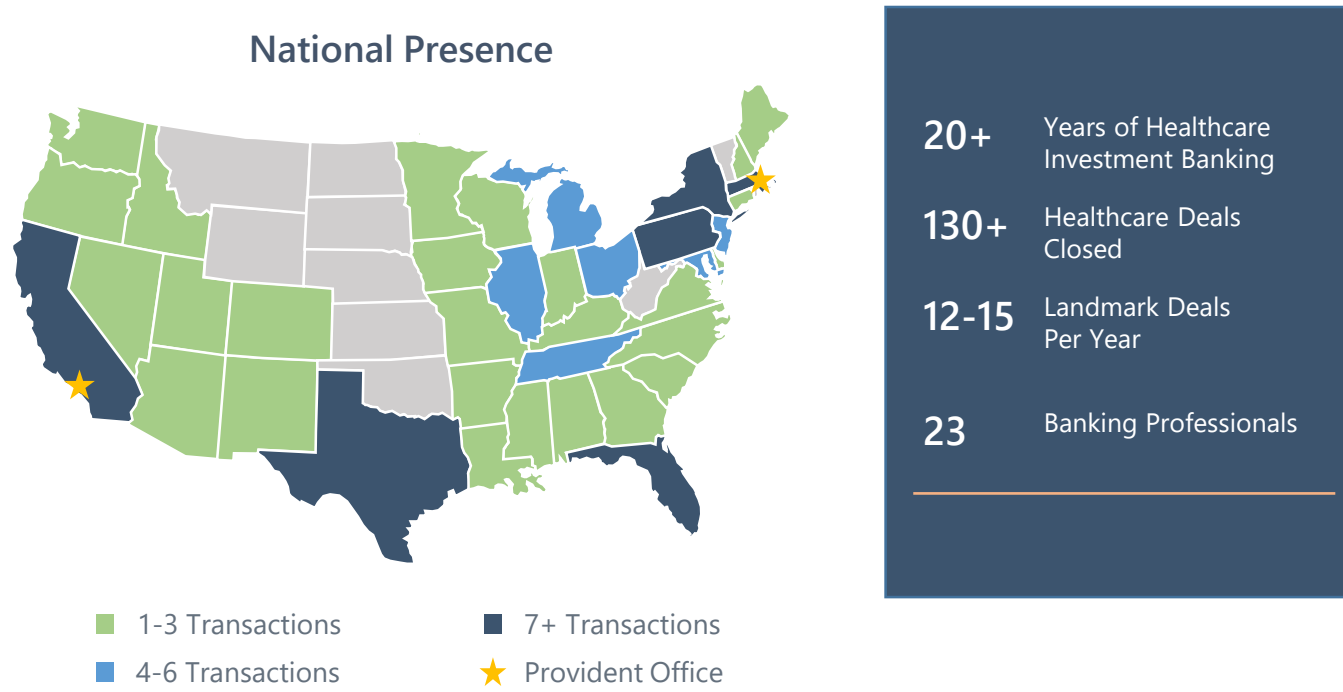 National Presence
1-3 Transactions
4-6 Transactions
7+ Transactions
Provident Office
20+
Years of Healthcare
Investment Banking
130+
Healthcare Deals
Closed
12-15
Landmark Deals
Per Year
23
Banking Professionals